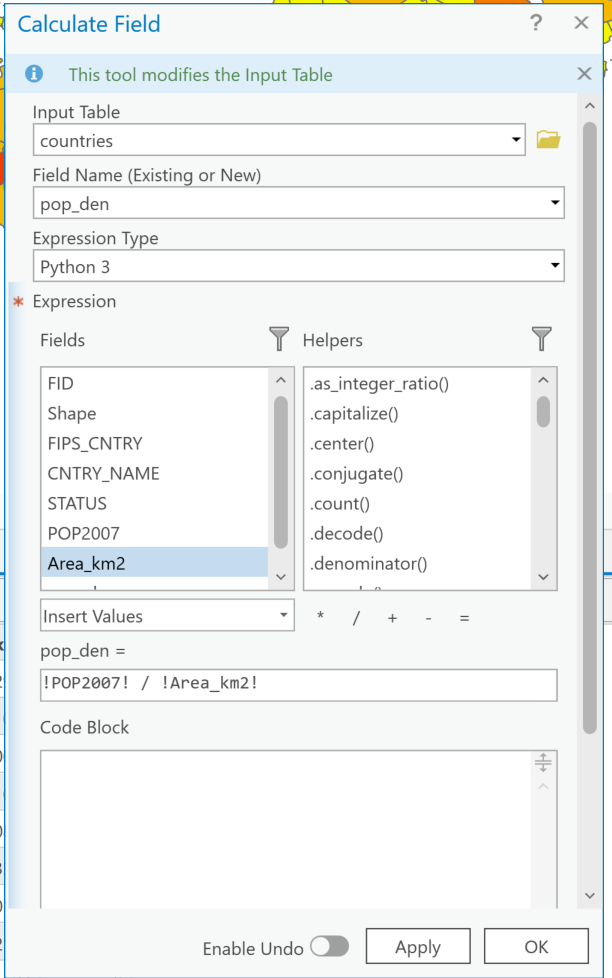 Calculate Field
?
This tool modifies the Input Table
Input Table
countries
Field Name (Existing or New)
pop_den
Expression Type
Python 3
* Expression
Fields
Helpers
FID
.as_integer_ratio()
Shape
.capitalize()
FIPS_CNTRY
.center()
CNTRY_NAME
.conjugate()
STATUS
.count()
POP2007
.decode()
Area_km2
.denominator()
Insert Values
* / + - =
pop_den =
!POP2007! / !Area_km2!
Code Block
Enable Undo
Apply
OK